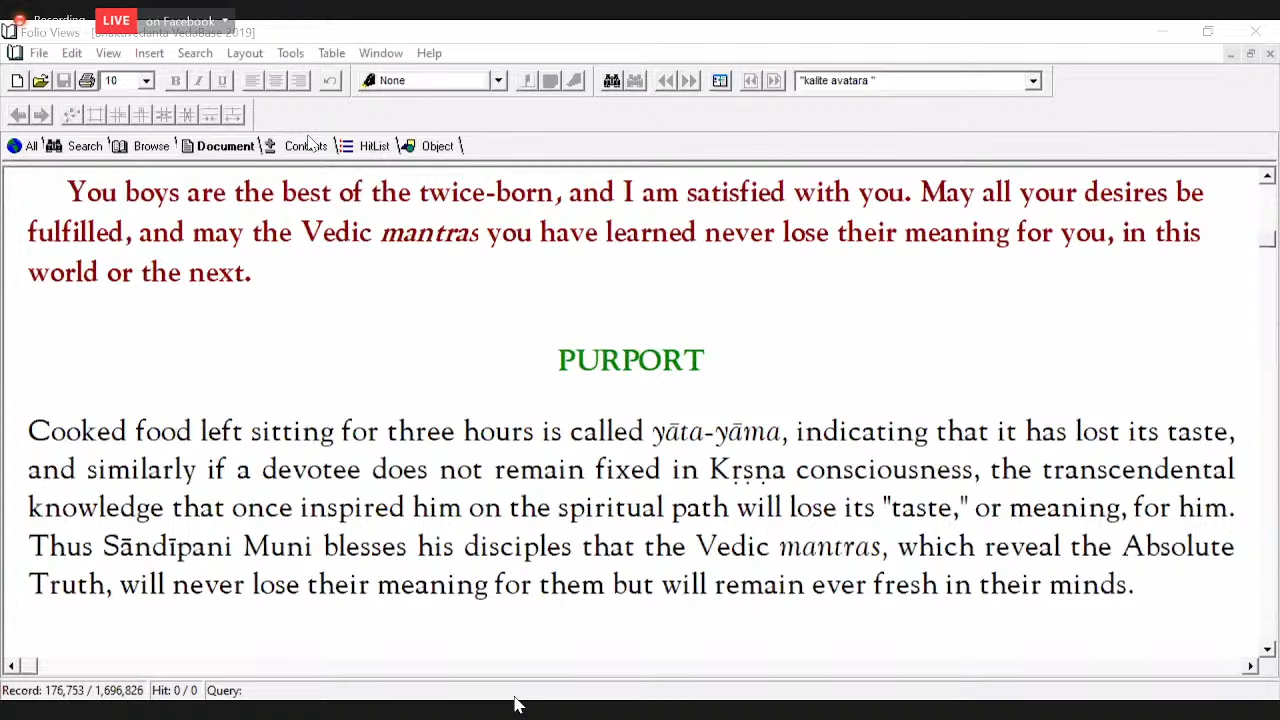 Recording
LIVE on Facebook
Folio Views - [Bhaktivedanta VedaBase 2019]
File Edit View Insert Search Layout Tools Table Window Help
10 B I U None "kalite avatara "
All Search Browse Document Contents HitList Object
You boys are the best of the twice-born, and I am satisfied with you. May all your desires be
fulfilled, and may the Vedic mantras you have learned never lose their meaning for you, in this
world or the next.
PURPORT
Cooked food left sitting for three hours is called yāta-yāma, indicating that it has lost its taste,
and similarly if a devotee does not remain fixed in Kṛṣṇa consciousness, the transcendental
knowledge that once inspired him on the spiritual path will lose its "taste," or meaning, for him.
Thus Sāndīpani Muni blesses his disciples that the Vedic mantras, which reveal the Absolute
Truth, will never lose their meaning for them but will remain ever fresh in their minds.
Record: 176,753 / 1,696,826 Hit: 0 / 0 Query: